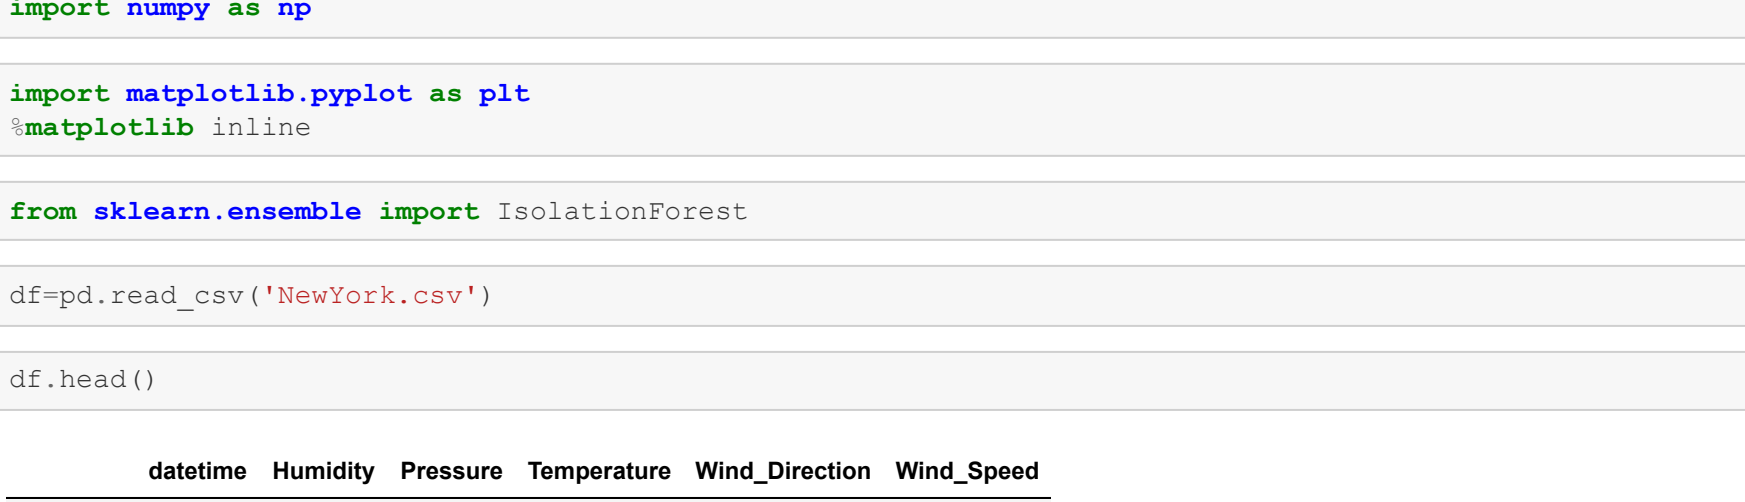 import numpy as np
import matplotlib.pyplot as plt
%matplotlib inline
from sklearn.ensemble import IsolationForest
df=pd.read_csv('NewYork.csv')
df.head()
datetime Humidity Pressure Temperature Wind_Direction Wind_Speed